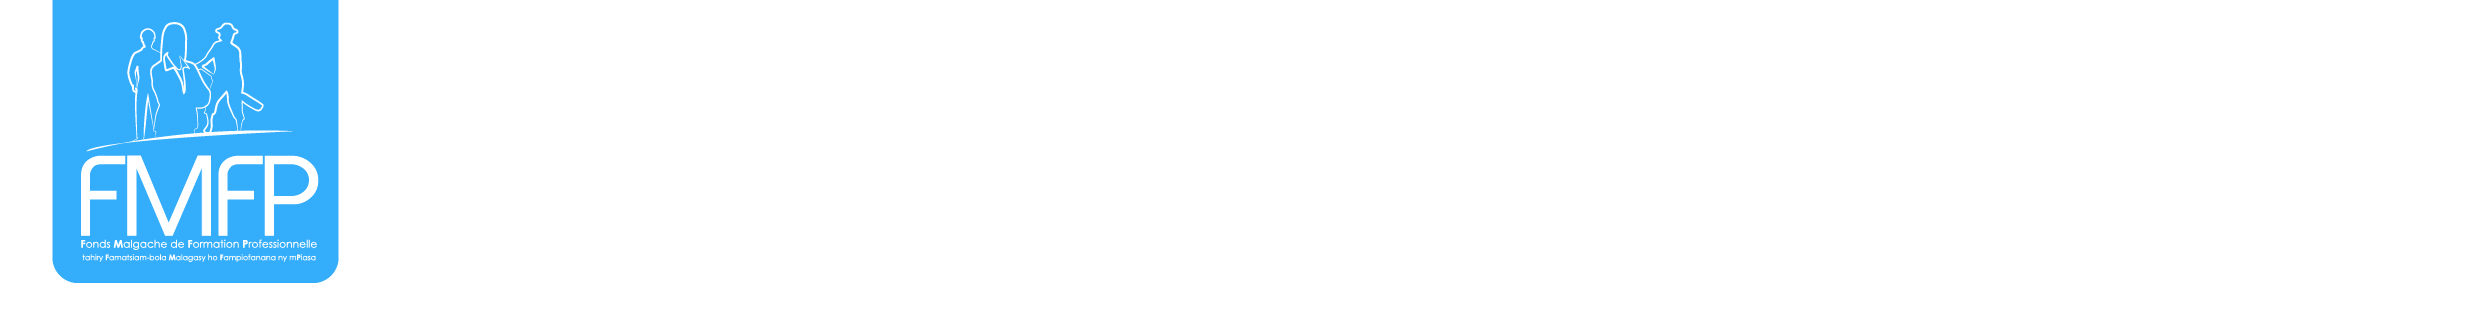 FMFP
Fonds Malgache de Formation Professionnelle
tahiry Famatsiam-bola Malagasy ho Fampiofanana ny mPiasa